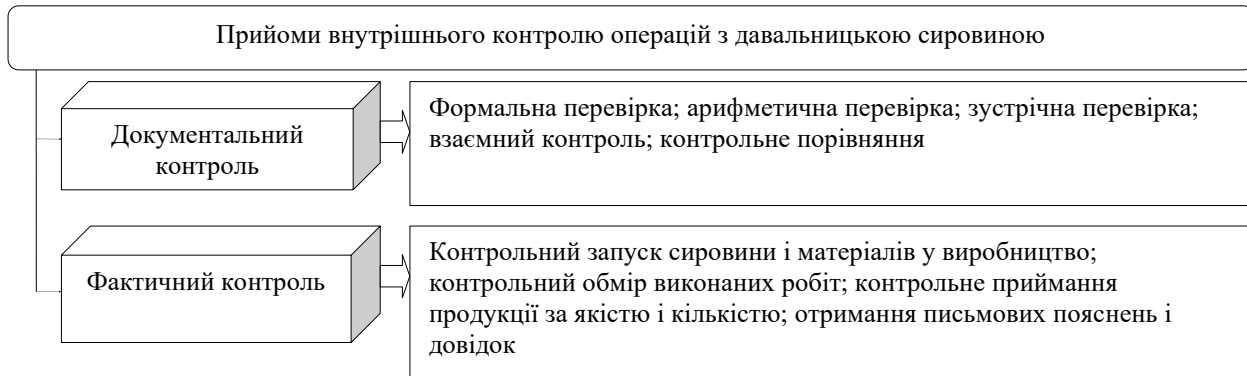 Прийоми внутрішнього контролю операцій з давальницькою сировиною
Документальний
контроль
Формальна перевірка; арифметична перевірка; зустрічна перевірка;
взаємний контроль; контрольне порівняння
Фактичний контроль
Контрольний запуск сировини і матеріалів у виробництво;
контрольний обмір виконаних робіт; контрольне приймання
продукції за якістю і кількістю; отримання письмових пояснень і
довідок